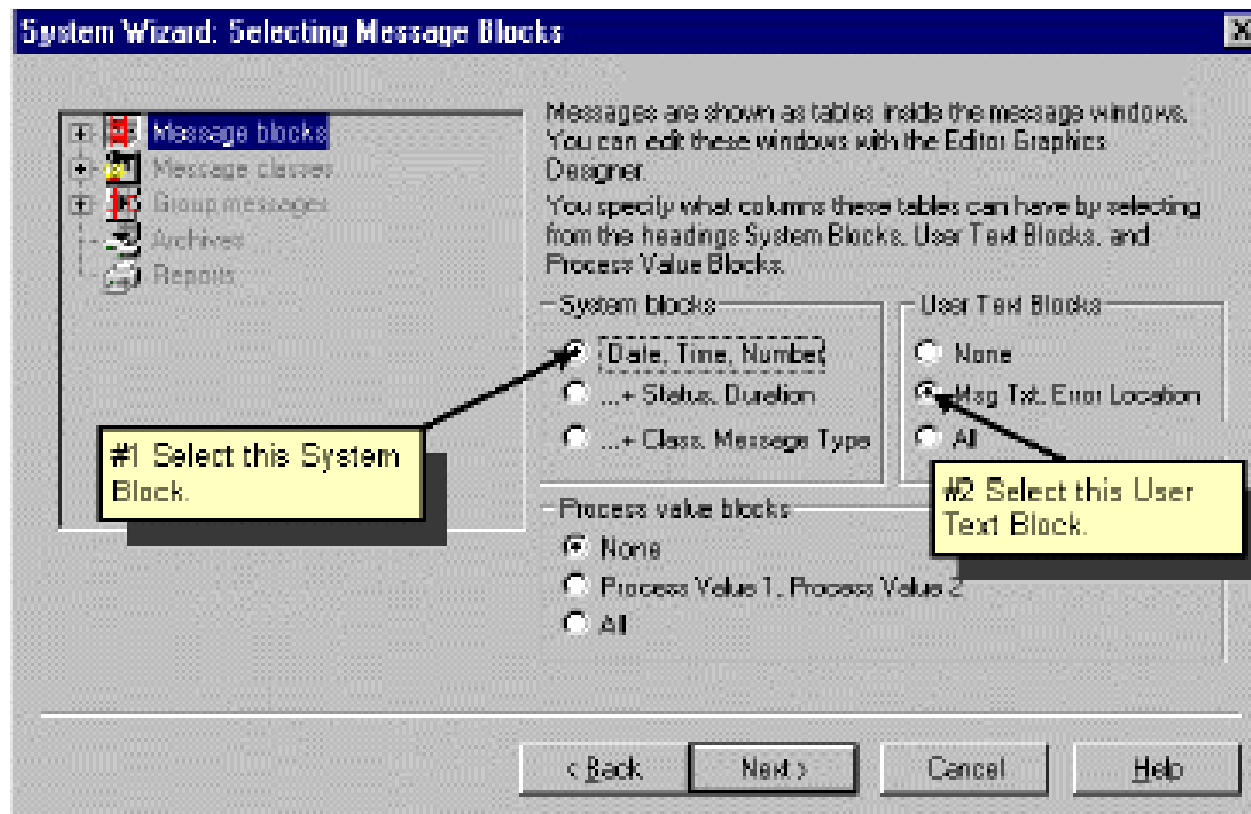 System Wizard: Selecting Message Blocks
Message blocks
Message classes
Group messages
Archives
Reports
Messages are shown as tables inside the message windows.
You can edit these windows with the Editor Graphics
Designer.
You specify what columns these tables can have by selecting
from the headings System Blocks, User Text Blocks, and
Process Value Blocks.
System blocks
Date, Time, Number
...+ Status, Duration
...+ Class, Message Type
User Text Blocks
None
Msg Txt, Error Location
All
#1 Select this System
Block.
#2 Select this User
Text Block.
Process value blocks
None
Process Value 1, Process Value 2
All
< Back
Next >
Cancel
Help